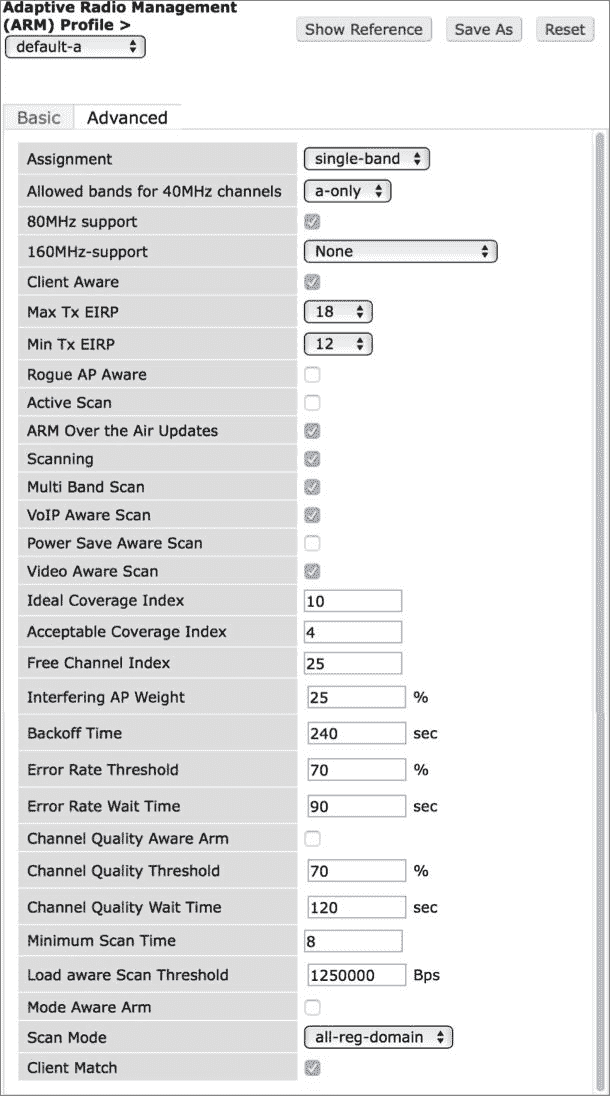 Adaptive Radio Management
(ARM) Profile >
default-a
Show Reference Save As Reset
Basic Advanced
Assignment single-band
Allowed bands for 40MHz channels a-only
80MHz support
160MHz-support None
Client Aware
Max Tx EIRP 18
Min Tx EIRP 12
Rogue AP Aware
Active Scan
ARM Over the Air Updates
Scanning
Multi Band Scan
VoIP Aware Scan
Power Save Aware Scan
Video Aware Scan
Ideal Coverage Index 10
Acceptable Coverage Index 4
Free Channel Index 25
Interfering AP Weight 25 %
Backoff Time 240 sec
Error Rate Threshold 70 %
Error Rate Wait Time 90 sec
Channel Quality Aware Arm
Channel Quality Threshold 70 %
Channel Quality Wait Time 120 sec
Minimum Scan Time 8
Load aware Scan Threshold 1250000 Bps
Mode Aware Arm
Scan Mode all-reg-domain
Client Match